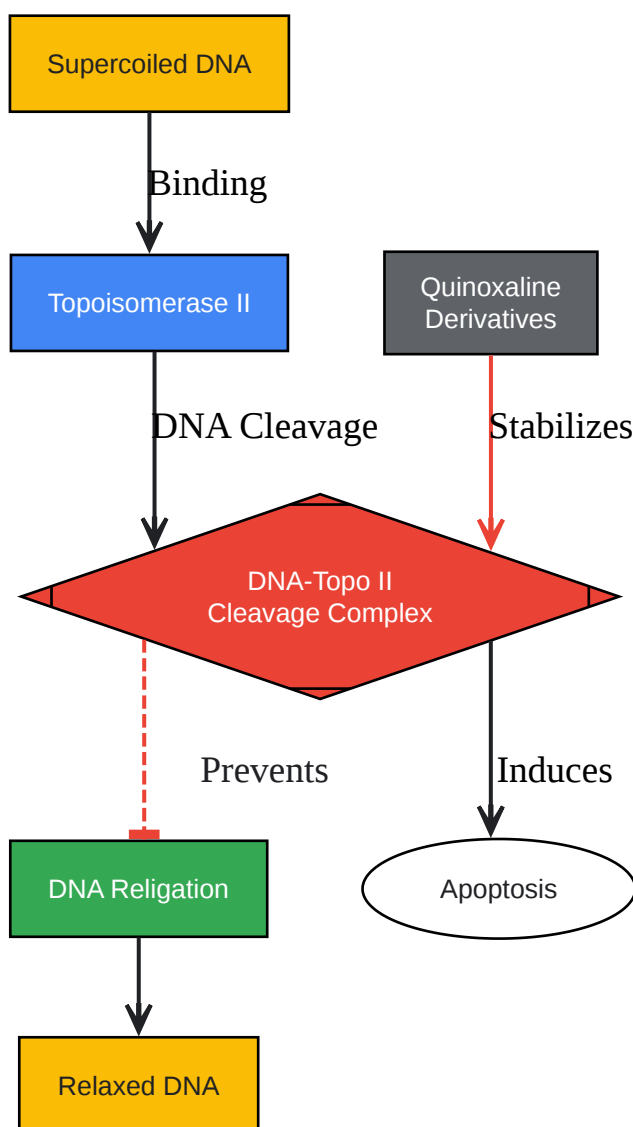 Supercoiled DNA
Binding
Topoisomerase II
Quinoxaline
Derivatives
DNA Cleavage
Stabilizes
DNA-Topo II
Cleavage Complex
Prevents
Induces
DNA Religation
Apoptosis
Relaxed DNA